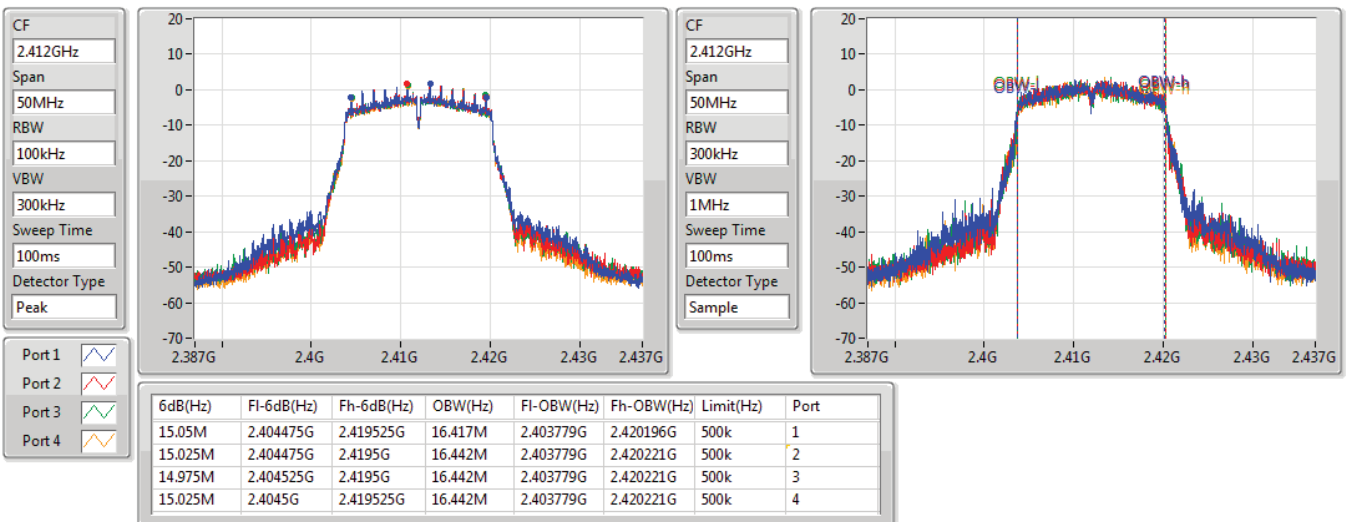 CF
2.412GHz
Span
50MHz
RBW
100kHz
VBW
300kHz
Sweep Time
100ms
Detector Type
Peak
20
10
0
-10
-20
-30
-40
-50
-60
-70
2.387G 2.4G 2.41G 2.42G 2.43G 2.437G
CF
2.412GHz
Span
50MHz
RBW
300kHz
VBW
1MHz
Sweep Time
100ms
Detector Type
Sample
20
10
0
-10
-20
-30
-40
-50
-60
-70
OBW-l OBW-h
2.387G 2.4G 2.41G 2.42G 2.43G 2.437G
Port 1
Port 2
Port 3
Port 4
6dB(Hz) Fl-6dB(Hz) Fh-6dB(Hz) OBW(Hz) Fl-OBW(Hz) Fh-OBW(Hz) Limit(Hz) Port
15.05M 2.404475G 2.419525G 16.417M 2.403779G 2.420196G 500k 1
15.025M 2.404475G 2.4195G 16.442M 2.403779G 2.420221G 500k 2
14.975M 2.404525G 2.419525G 16.442M 2.403779G 2.420221G 500k 3
15.025M 2.4045G 2.419525G 16.442M 2.403779G 2.420221G 500k 4